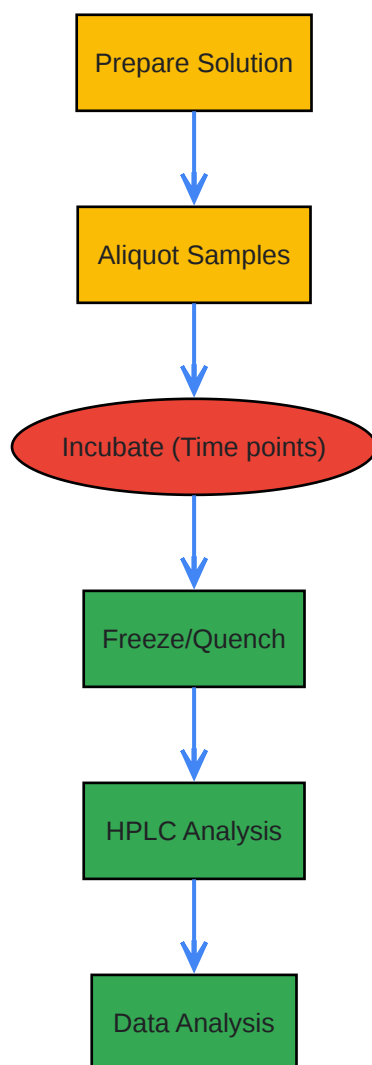 Prepare Solution
Aliquot Samples
Incubate (Time points)
Freeze/Quench
HPLC Analysis
Data Analysis